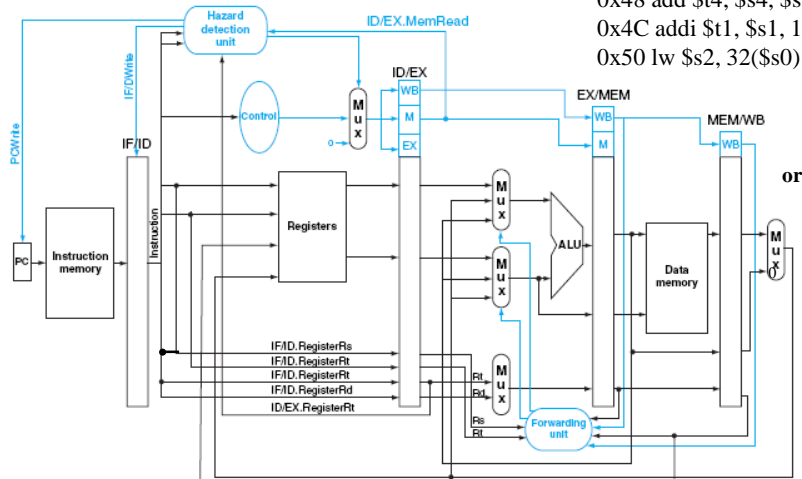 0x48 add $t4, $s4, $s
0x4C addi $t1, $s1, 1
0x50 lw $s2, 32($s0)
Hazard
detection
unit
ID/EX.MemRead
IF/DWrite
PCWrite
IF/ID
Control
0
M
u
x
ID/EX
WB
M
EX
EX/MEM
WB
M
MEM/WB
WB
or
PC
Instruction
memory
Instruction
Registers
M
u
x
M
u
x
ALU
Data
memory
M
u
x
0
IF/ID.RegisterRs
IF/ID.RegisterRt
IF/ID.RegisterRt
IF/ID.RegisterRd
ID/EX.RegisterRt
Rt
Rd
M
u
x
Rs
Rt
Forwarding
unit